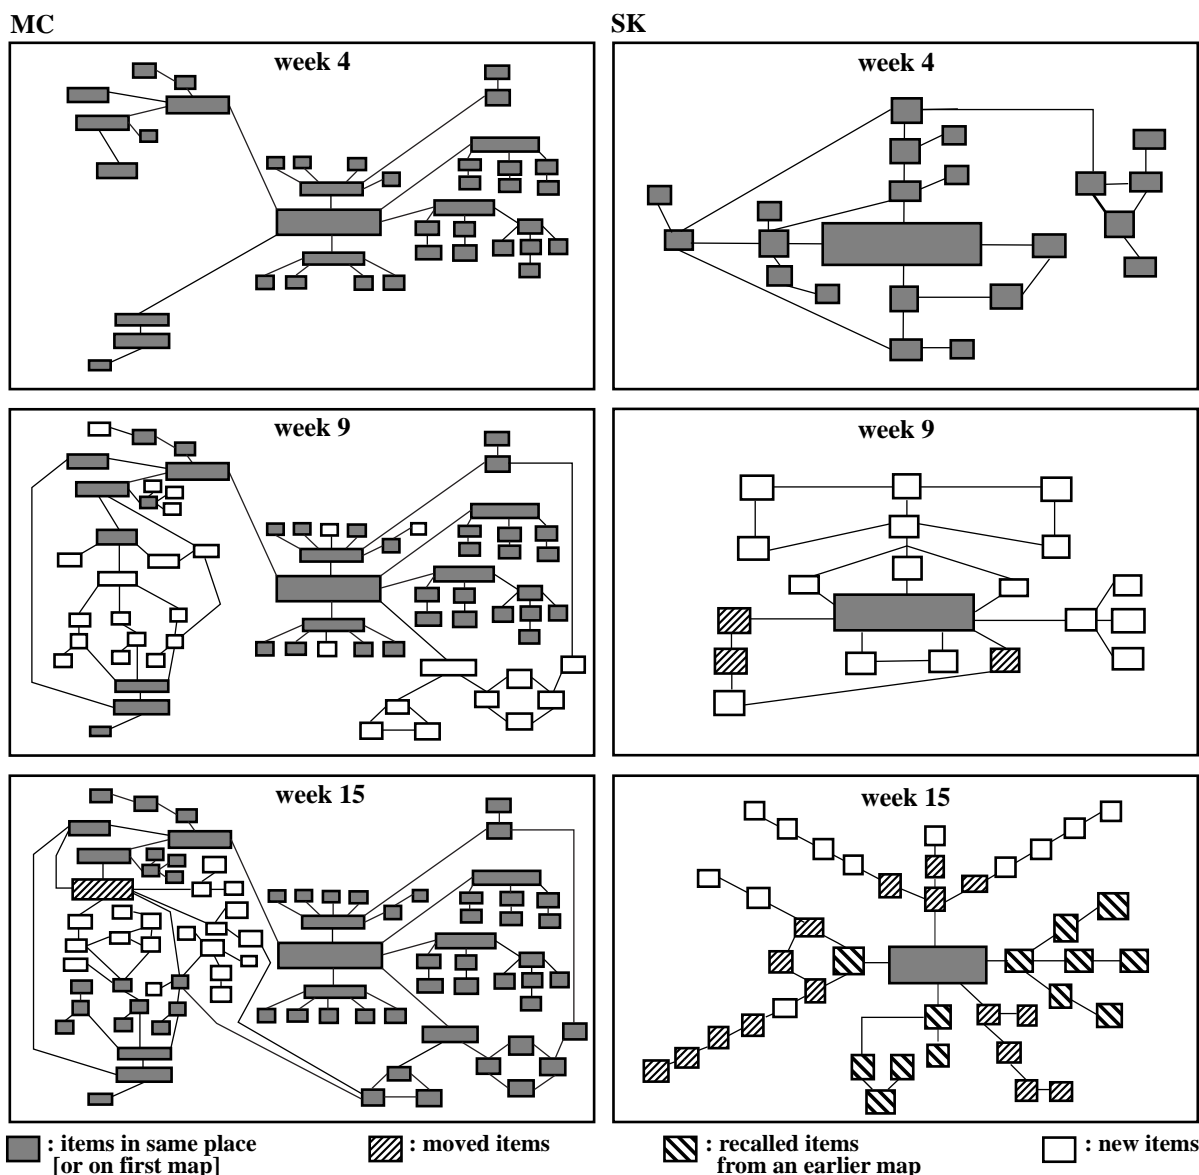 MC
SK
week 4
week 4
week 9
week 9
week 15
week 15
: items in same place
[or on first map]
: moved items
: recalled items
from an earlier map
: new items